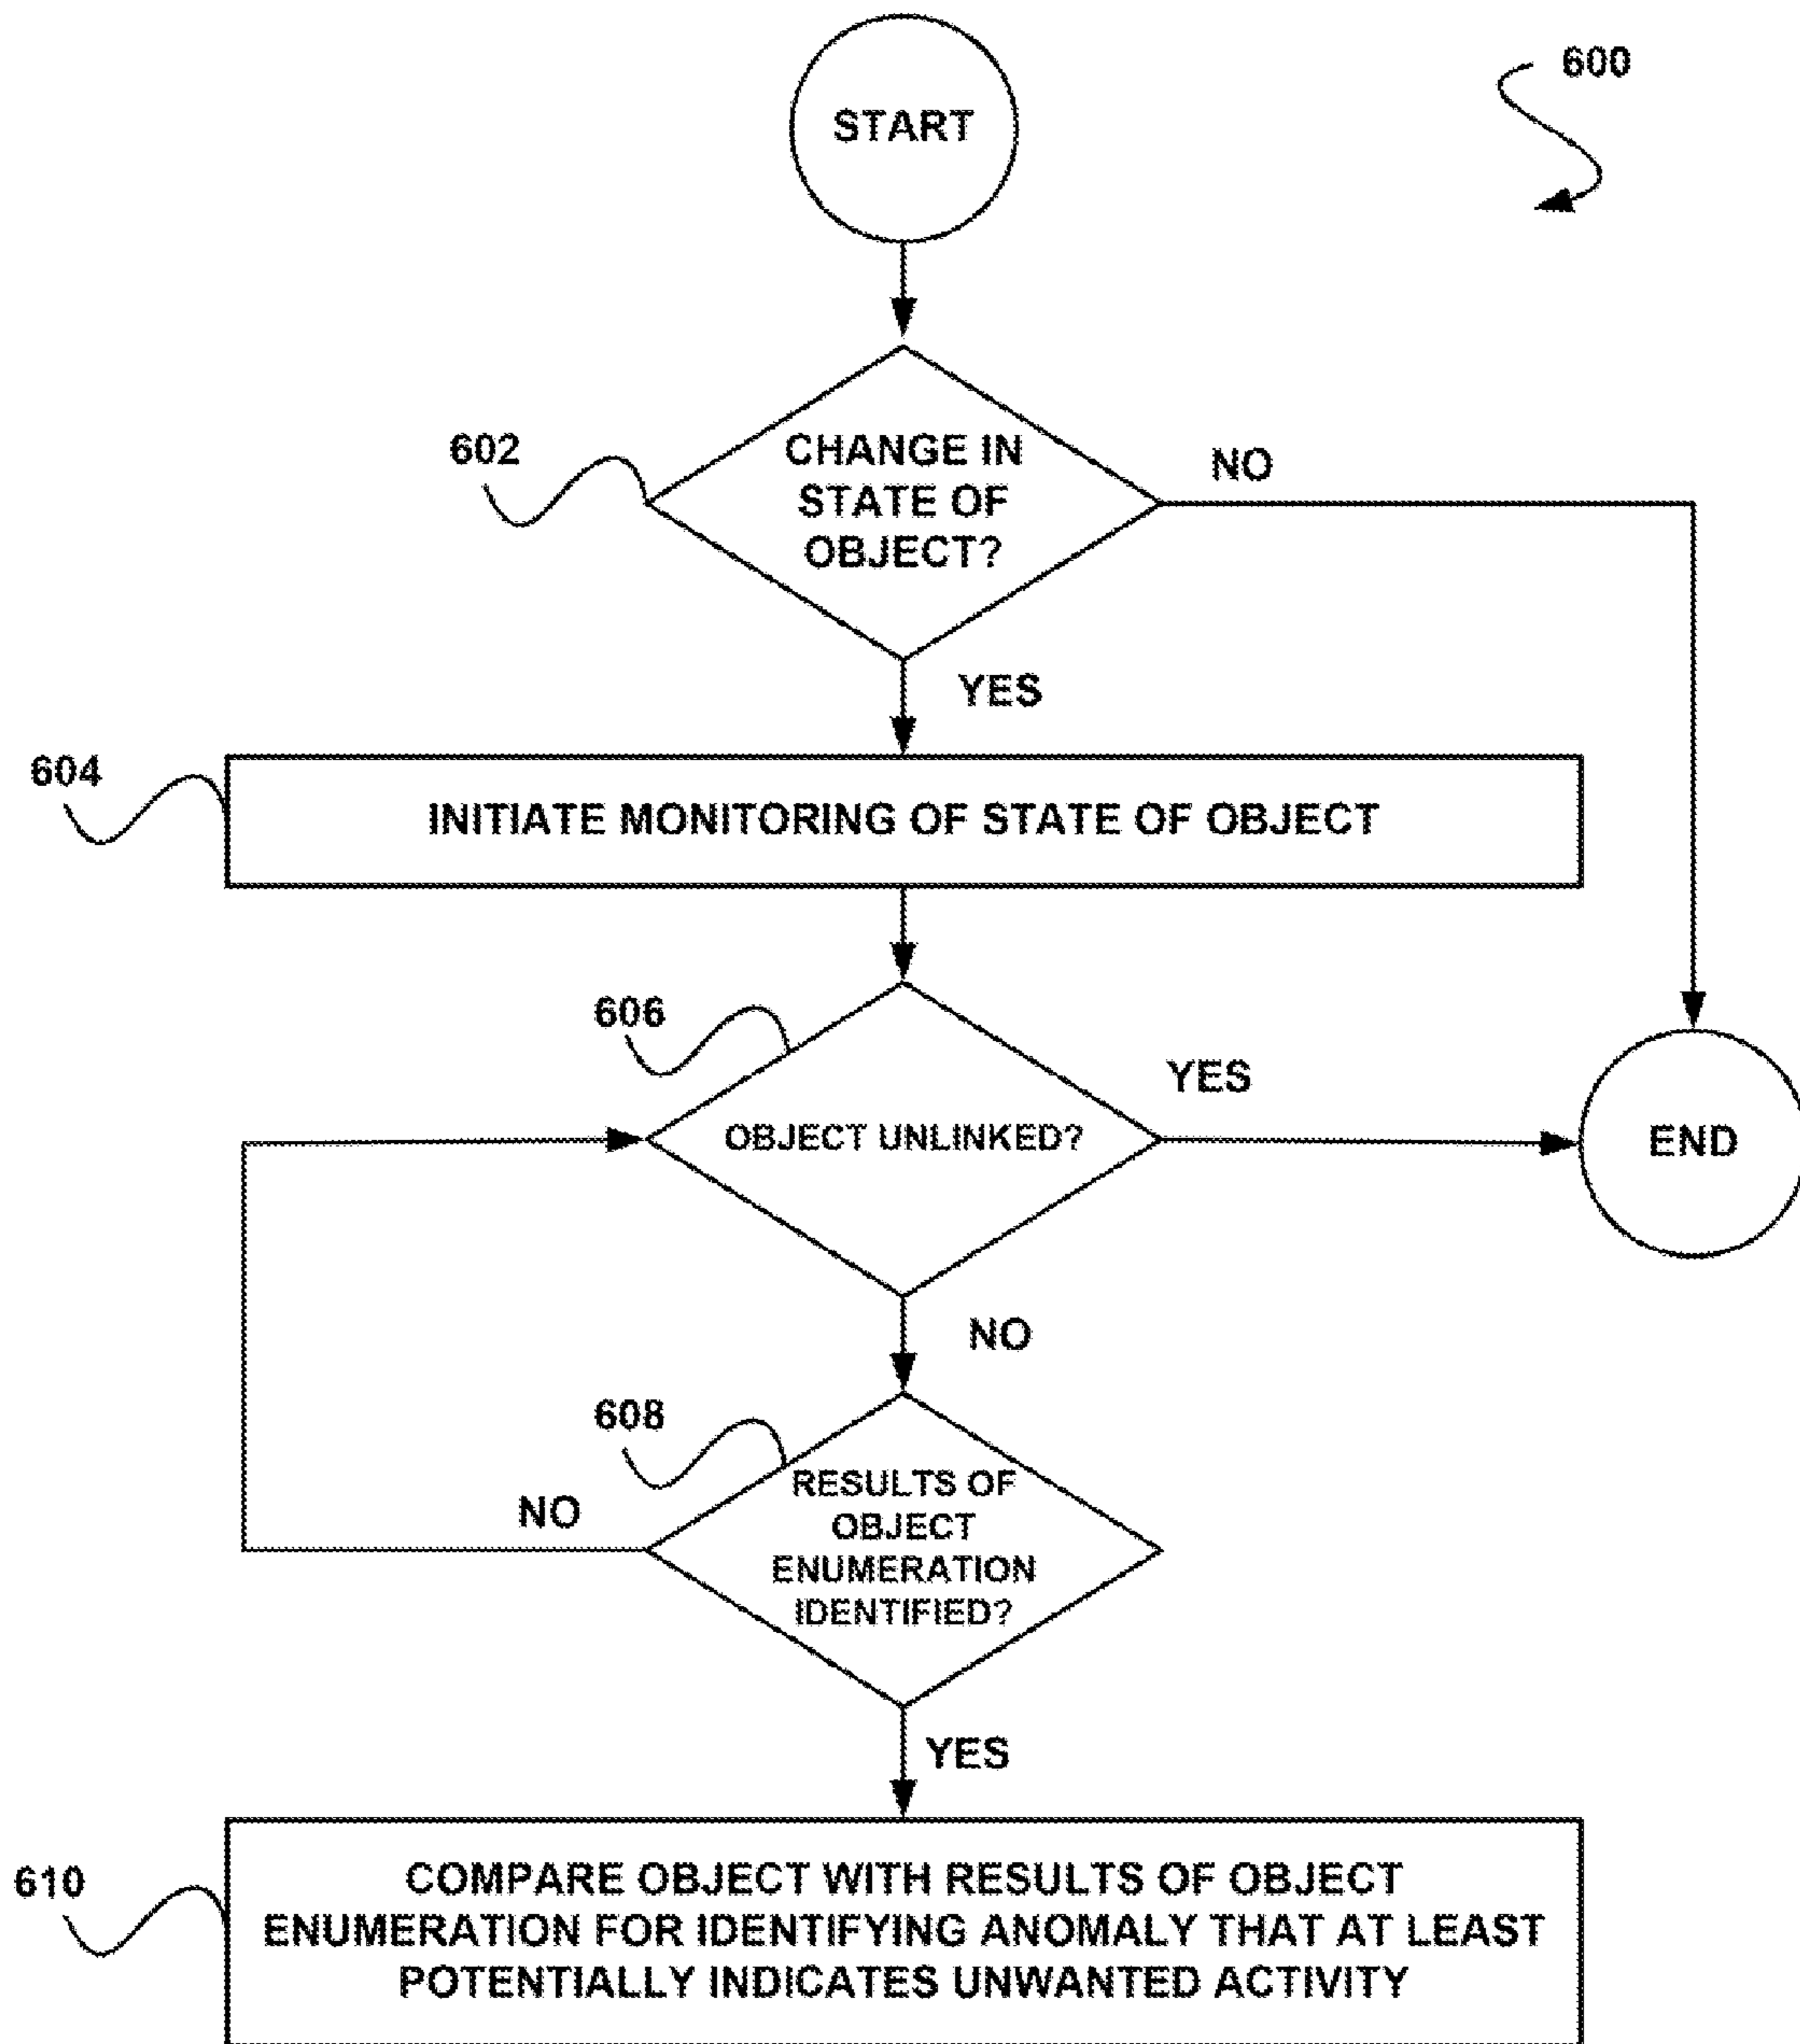 START
600
602
CHANGE IN
STATE OF
OBJECT?
NO
YES
604
INITIATE MONITORING OF STATE OF OBJECT
606
OBJECT UNLINKED?
YES
END
NO
608
RESULTS OF
OBJECT
ENUMERATION
IDENTIFIED?
NO
YES
610
COMPARE OBJECT WITH RESULTS OF OBJECT
ENUMERATION FOR IDENTIFYING ANOMALY THAT AT LEAST
POTENTIALLY INDICATES UNWANTED ACTIVITY